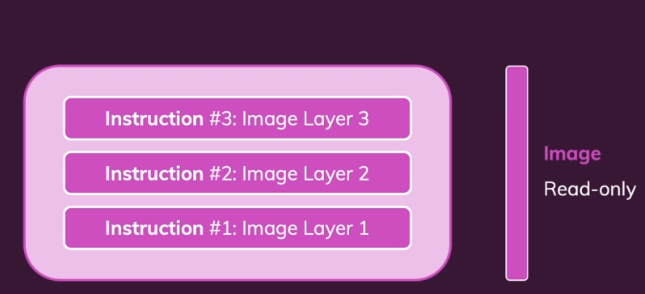 Instruction #3: Image Layer 3
Instruction #2: Image Layer 2
Instruction #1: Image Layer 1
Image
Read-only